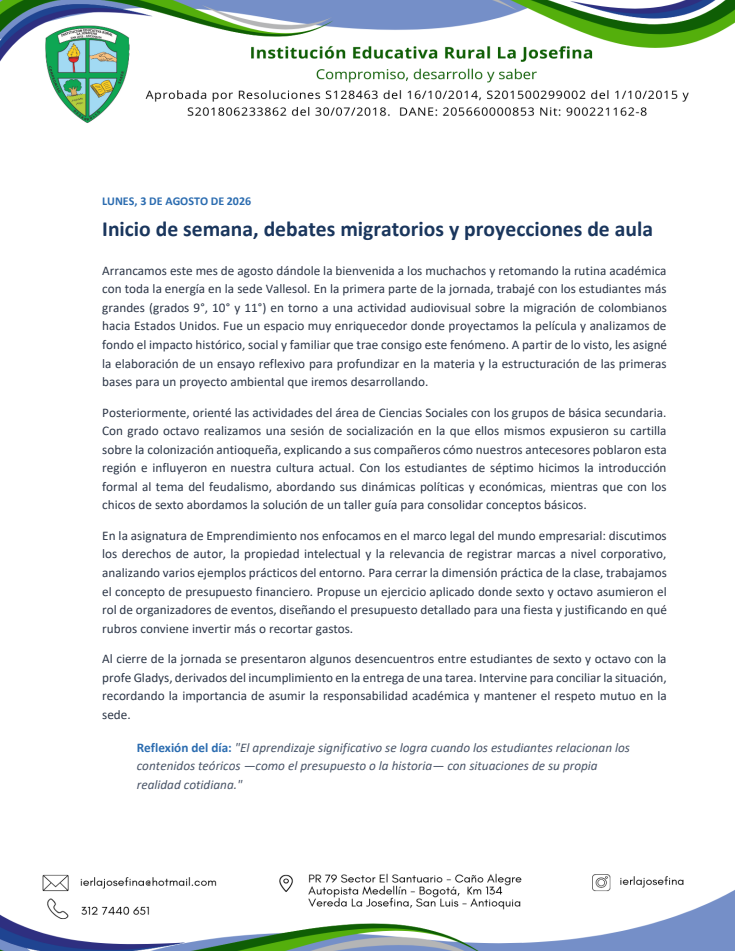 Institución Educativa Rural La Josefina
Compromiso, desarrollo y saber
Aprobada por Resoluciones S128463 del 16/10/2014, S201500299002 del 1/10/2015 y
S201806233862 del 30/07/2018. DANE: 205660000853 Nit: 900221162-8
LUNES, 3 DE AGOSTO DE 2026
Inicio de semana, debates migratorios y proyecciones de aula
Arrancamos este mes de agosto dándole la bienvenida a los muchachos y retomando la rutina académica
con toda la energía en la sede Vallesol. En la primera parte de la jornada, trabajé con los estudiantes más
grandes (grados 9°, 10° y 11°) en torno a una actividad audiovisual sobre la migración de colombianos
hacia Estados Unidos. Fue un espacio muy enriquecedor donde proyectamos la película y analizamos de
fondo el impacto histórico, social y familiar que trae consigo este fenómeno. A partir de lo visto, les asigné
la elaboración de un ensayo reflexivo para profundizar en la materia y la estructuración de las primeras
bases para un proyecto ambiental que iremos desarrollando.
Posteriormente, orienté las actividades del área de Ciencias Sociales con los grupos de básica secundaria.
Con grado octavo realizamos una sesión de socialización en la que ellos mismos expusieron su cartilla
sobre la colonización antioqueña, explicando a sus compañeros cómo nuestros antecesores poblaron esta
región e influyeron en nuestra cultura actual. Con los estudiantes de séptimo hicimos la introducción
formal al tema del feudalismo, abordando sus dinámicas políticas y económicas, mientras que con los
chicos de sexto abordamos la solución de un taller guía para consolidar conceptos básicos.
En la asignatura de Emprendimiento nos enfocamos en el marco legal del mundo empresarial: discutimos
los derechos de autor, la propiedad intelectual y la relevancia de registrar marcas a nivel corporativo,
analizando varios ejemplos prácticos del entorno. Para cerrar la dimensión práctica de la clase, trabajamos
el concepto de presupuesto financiero. Propuse un ejercicio aplicado donde sexto y octavo asumieron el
rol de organizadores de eventos, diseñando el presupuesto detallado para una fiesta y justificando en qué
rubros conviene invertir más o recortar gastos.
Al cierre de la jornada se presentaron algunos desencuentros entre estudiantes de sexto y octavo con la
profe Gladys, derivados del incumplimiento en la entrega de una tarea. Intervine para conciliar la situación,
recordando la importancia de asumir la responsabilidad académica y mantener el respeto mutuo en la
sede.
Reflexión del día: "El aprendizaje significativo se logra cuando los estudiantes relacionan los
contenidos teóricos —como el presupuesto o la historia— con situaciones de su propia
realidad cotidiana."
ierlajosefina@hotmail.com
312 7440 651
PR 79 Sector El Santuario - Caño Alegre
Autopista Medellín - Bogotá, Km 134
Vereda La Josefina, San Luis - Antioquia
ierlajosefina